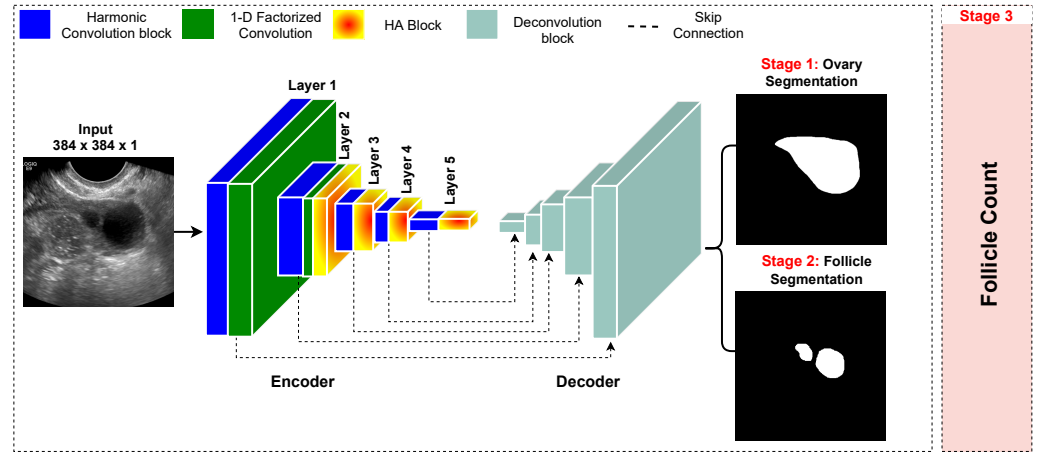 Harmonic
Convolution block
1-D Factorized
Convolution
HA Block
Deconvolution
block
Skip
Connection
Stage 3
Layer 1
Layer 2
Layer 3
Layer 4
Layer 5
Input
384 x 384 x 1
Stage 1: Ovary
Segmentation
Stage 2: Follicle
Segmentation
Encoder
Decoder
Follicle Count